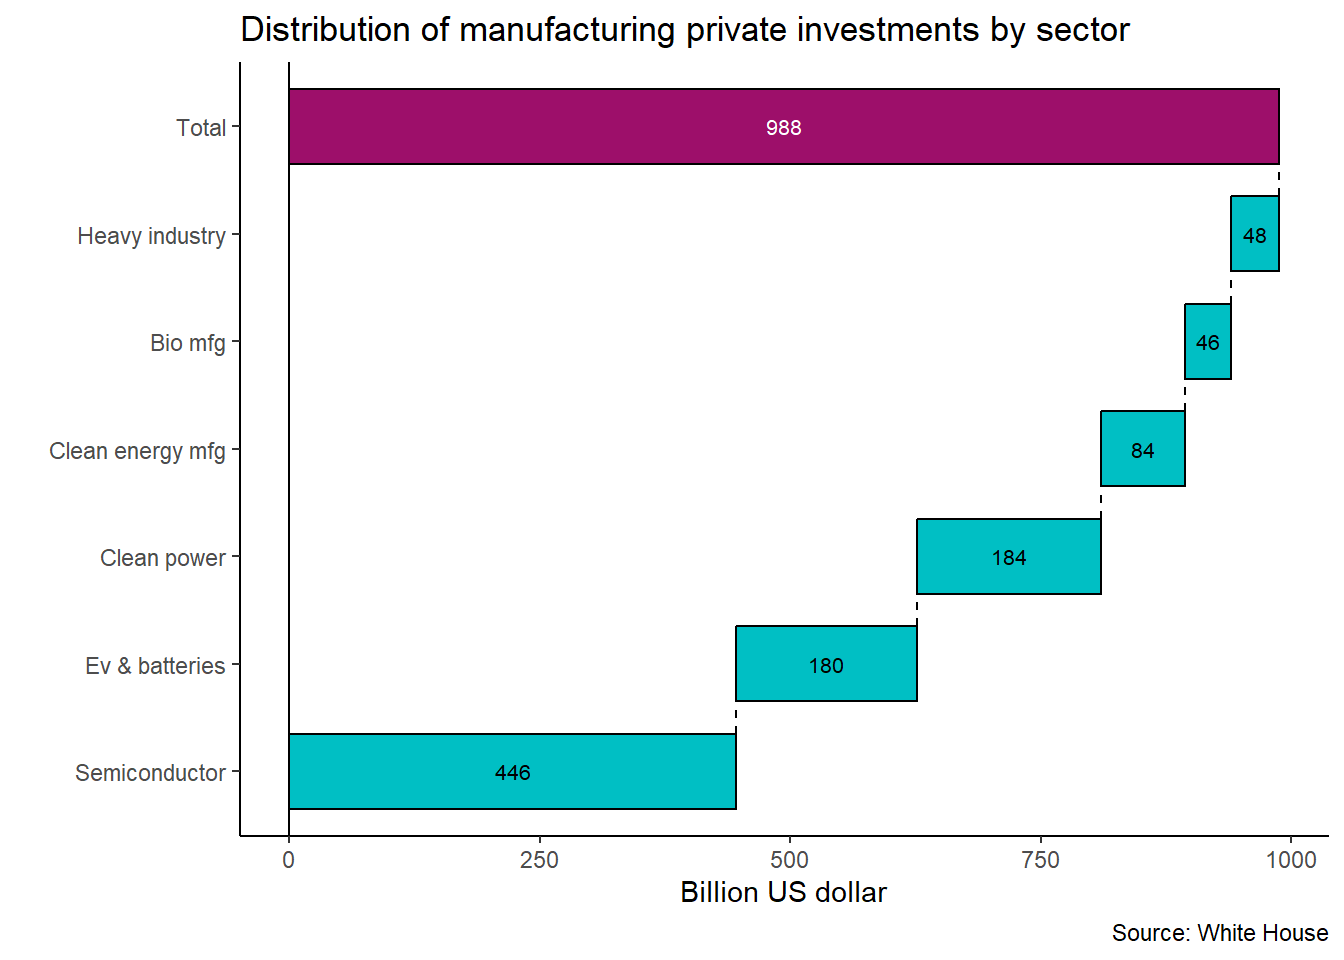 Distribution of manufacturing private investments by sector
Total
988
Heavy industry
48
Bio mfg
46
Clean energy mfg
84
Clean power
184
Ev & batteries
180
Semiconductor
446
0 250 500 750 1000
Billion US dollar
Source: White House